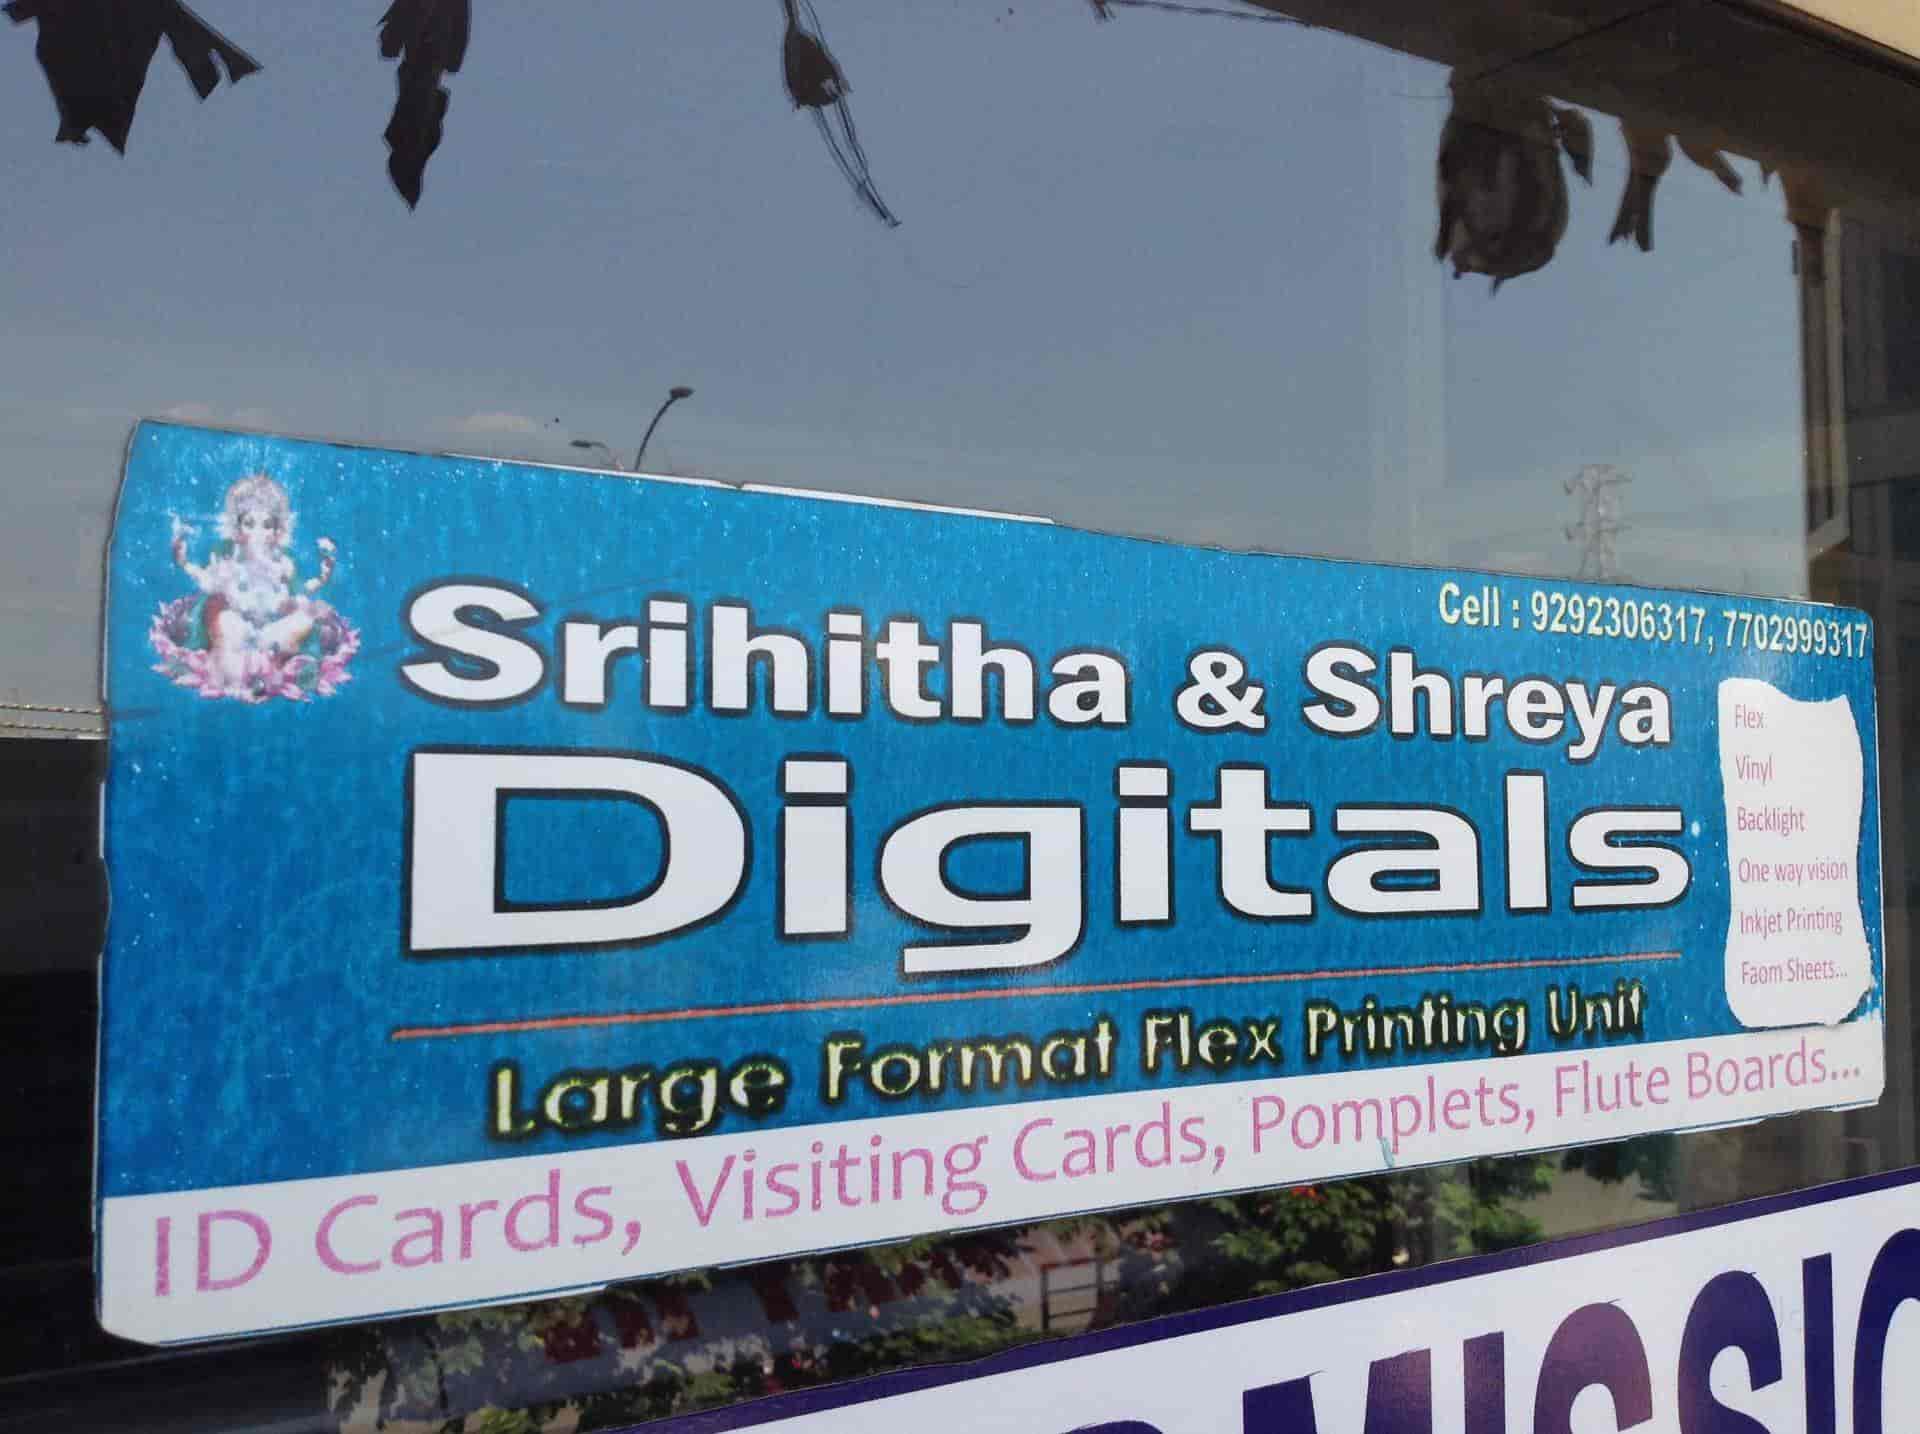 Cell : 9292306317, 7702999317
Srihitha & Shreya
Digitals
Large Format Flex Printing Unit
Flex
Vinyl
Backlight
One way vision
Inkjet Printing
Faom Sheets...
ID Cards, Visiting Cards, Pomplets, Flute Boards...